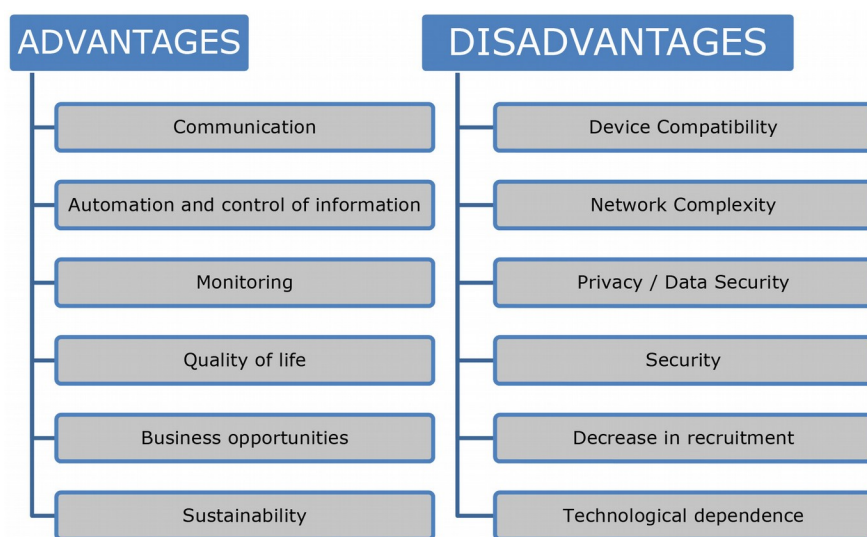 ADVANTAGES
Communication
Automation and control of information
Monitoring
Quality of life
Business opportunities
Sustainability
DISADVANTAGES
Device Compatibility
Network Complexity
Privacy / Data Security
Security
Decrease in recruitment
Technological dependence